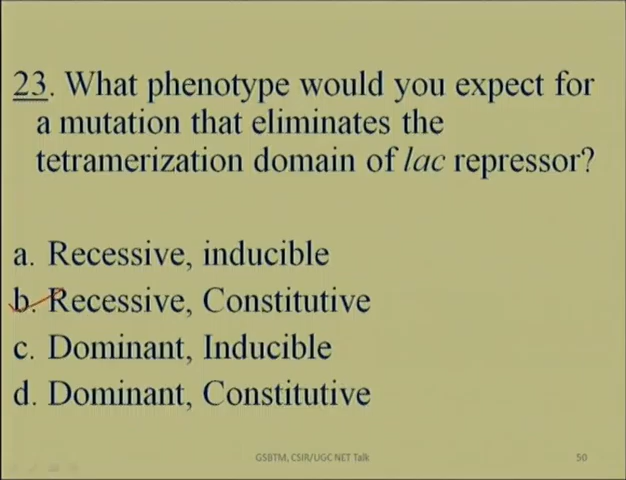 23. What phenotype would you expect for
a mutation that eliminates the
tetramerization domain of lac repressor?
a. Recessive, inducible
b. Recessive, Constitutive
c. Dominant, Inducible
d. Dominant, Constitutive
GSBTM, CSIR/UGC NET Talk
50